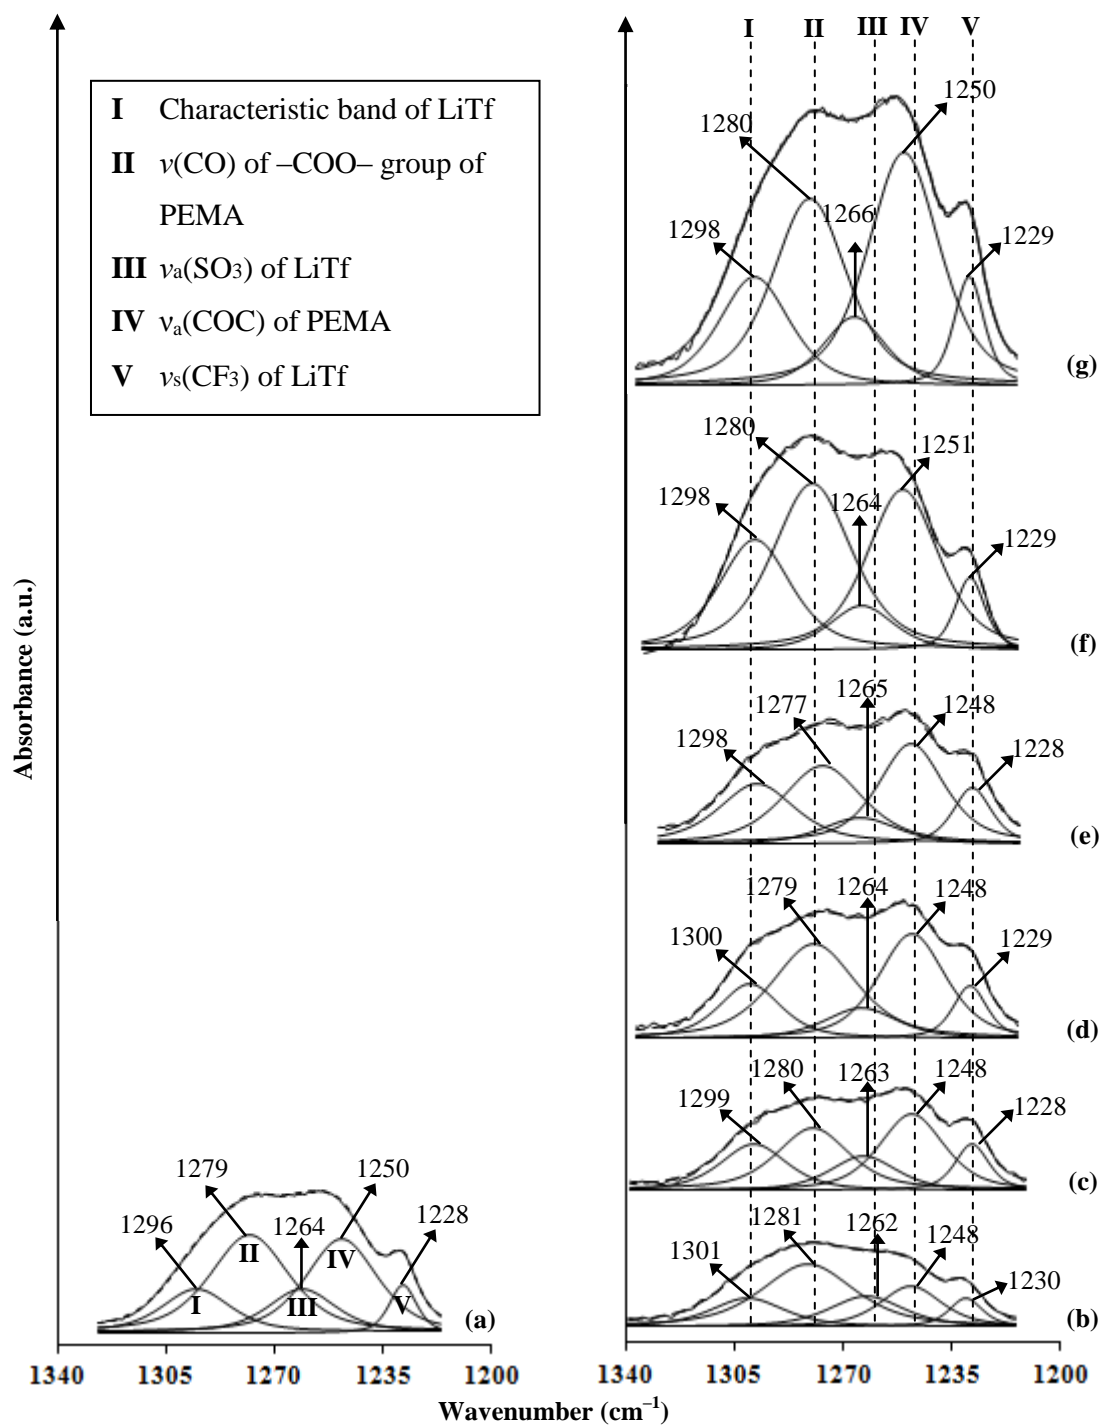 I Characteristic band of LiTf
II ν(CO) of –COO– group of
PEMA
III νa(SO3) of LiTf
IV νa(COC) of PEMA
V νs(CF3) of LiTf
I II III IV V
1280 1250
1298 1266 1229
(g)
1280 1251
1298 1264 1229
(f)
1277 1265 1248
1298 1228
(e)
1279 1264 1248
1300 1229
(d)
1280 1263 1248
1299 1228
(c)
1281 1262 1248
1301 1230
(b)
1279 1250
1296 1264 1228
II IV
I III V
(a)
Absorbance (a.u.)
1340 1305 1270 1235 1200
1340 1305 1270 1235 1200
Wavenumber (cm–1)